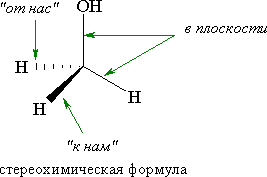 "от нас"
OH
в плоскости
H
H
H
"к нам"
стереохимическая формула